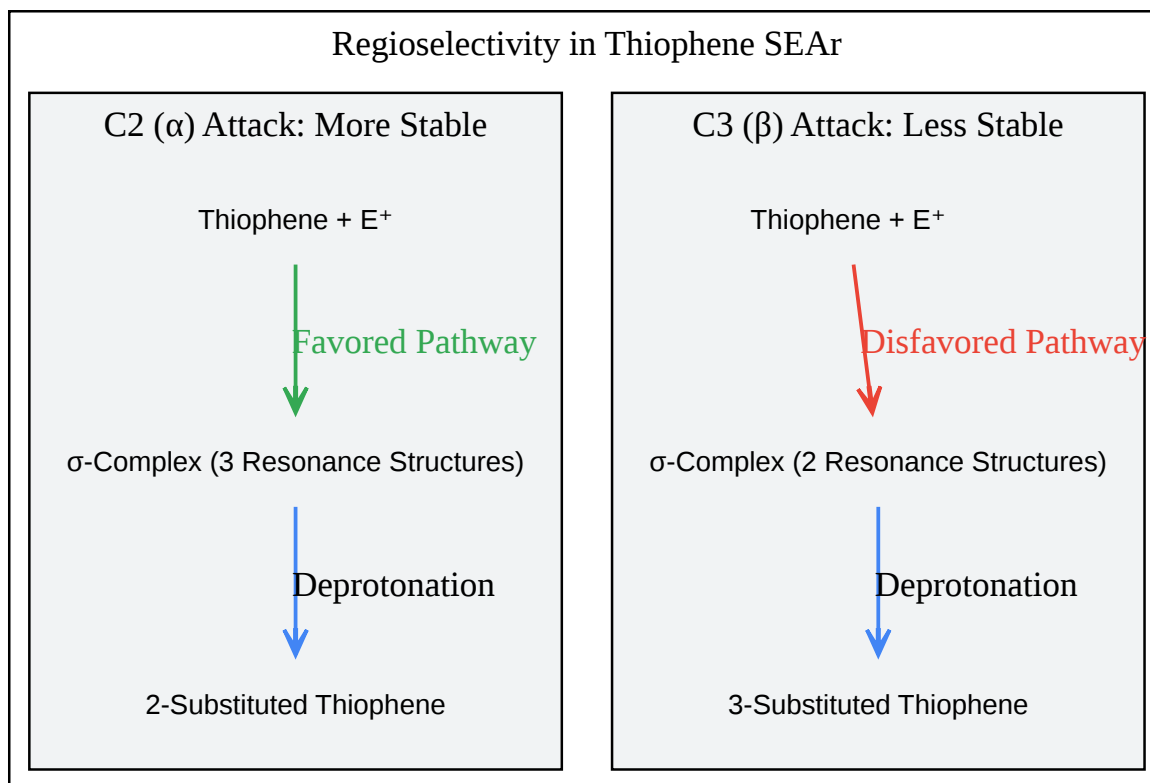 Regioselectivity in Thiophene SEAr
C2 (α) Attack: More Stable
Thiophene + E⁺
Favored Pathway
σ-Complex (3 Resonance Structures)
Deprotonation
2-Substituted Thiophene
C3 (β) Attack: Less Stable
Thiophene + E⁺
Disfavored Pathway
σ-Complex (2 Resonance Structures)
Deprotonation
3-Substituted Thiophene